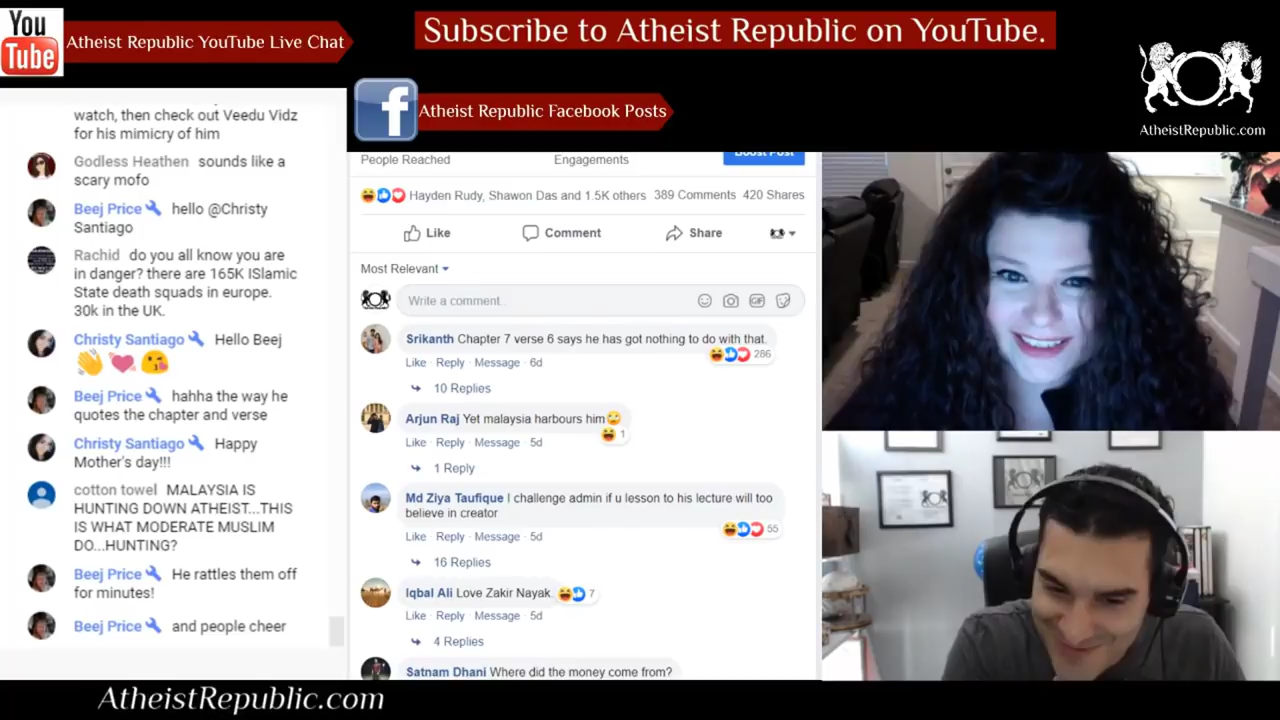 You
Tube
Atheist Republic YouTube Live Chat
Subscribe to Atheist Republic on YouTube.
AtheistRepublic.com
Atheist Republic Facebook Posts
watch, then check out Veedu Vidz
for his mimicry of him
Godless Heathen sounds like a
scary mofo
Beej Price hello @Christy
Santiago
Rachid do you all know you are
in danger? there are 165K ISlamic
State death squads in europe.
30k in the UK.
Christy Santiago Hello Beej
Beej Price hahha the way he
quotes the chapter and verse
Christy Santiago Happy
Mother's day!!!
cotton towel MALAYSIA IS
HUNTING DOWN ATHEIST...THIS
IS WHAT MODERATE MUSLIM
DO...HUNTING?
Beej Price He rattles them off
for minutes!
Beej Price and people cheer
People Reached Engagements Boost Post
Hayden Rudy, Shawon Das and 1.5K others 389 Comments 420 Shares
Like Comment Share
Most Relevant
Write a comment... GIF
Srikanth Chapter 7 verse 6 says he has got nothing to do with that.
286
Like · Reply · Message · 6d
10 Replies
Arjun Raj Yet malaysia harbours him
1
Like · Reply · Message · 5d
1 Reply
Md Ziya Taufique I challenge admin if u lesson to his lecture will too
believe in creator
55
Like · Reply · Message · 5d
16 Replies
Iqbal Ali Love Zakir Nayak. 7
Like · Reply · Message · 5d
4 Replies
Satnam Dhani Where did the money come from?
AtheistRepublic.com